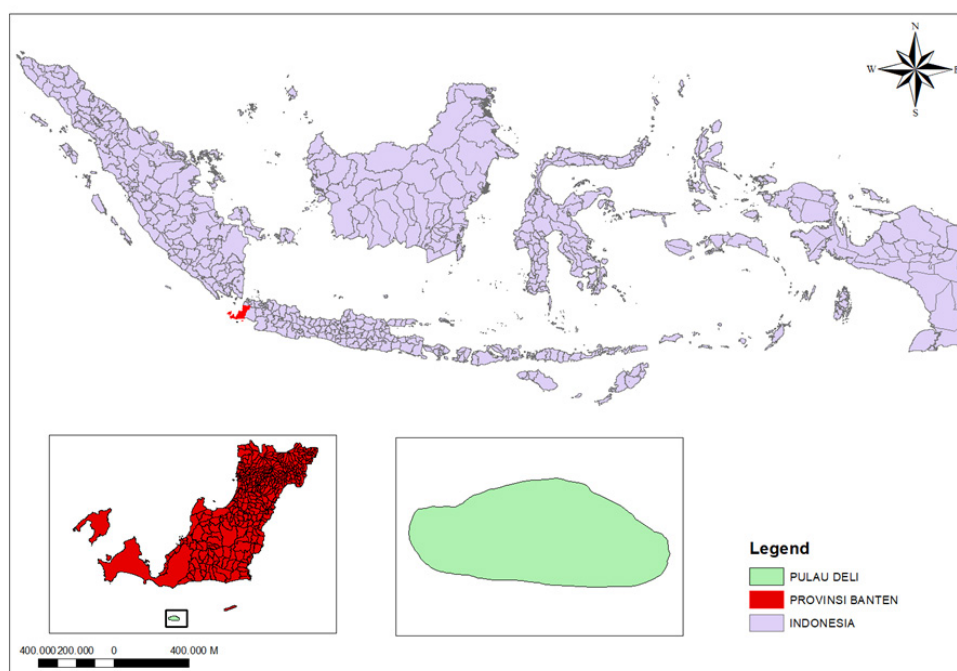 N
W E
S
Legend
PULAU DELI
PROVINSI BANTEN
INDONESIA
400.000200.000 0 400.000 M